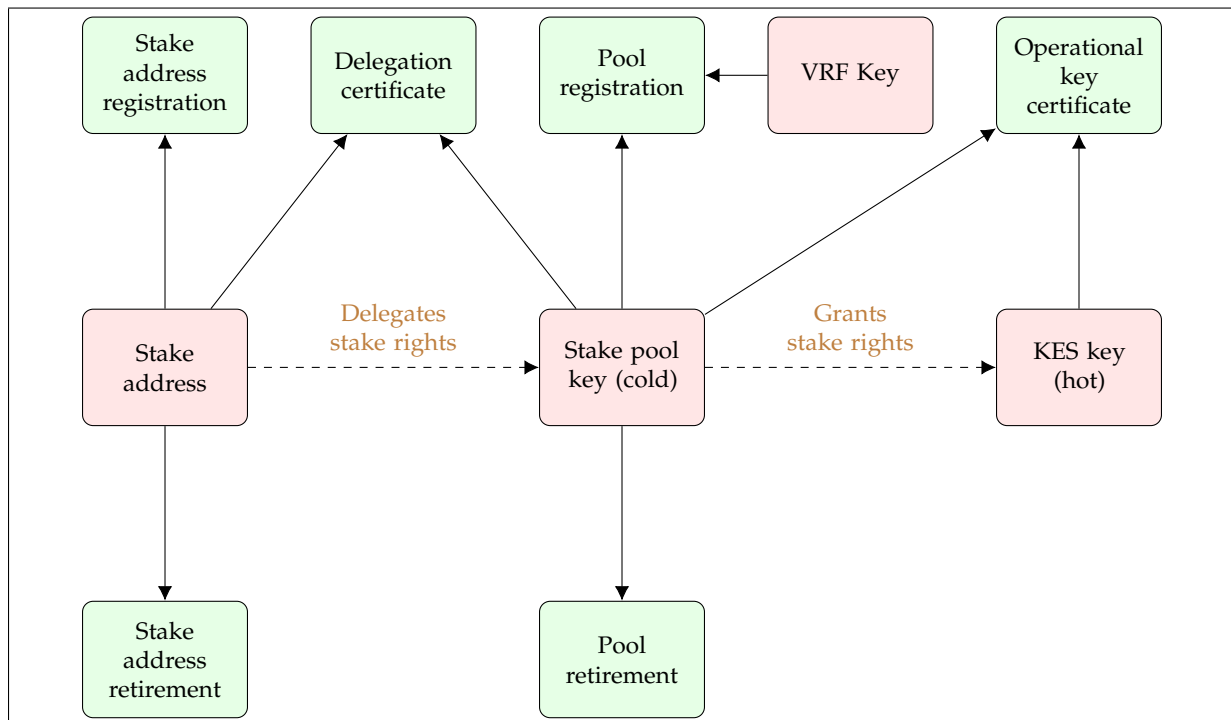 Stake
address
registration
Delegation
certificate
Pool
registration
VRF Key
Operational
key
certificate
Delegates
stake rights
Grants
stake rights
Stake
address
Stake pool
key (cold)
KES key
(hot)
Stake
address
retirement
Pool
retirement